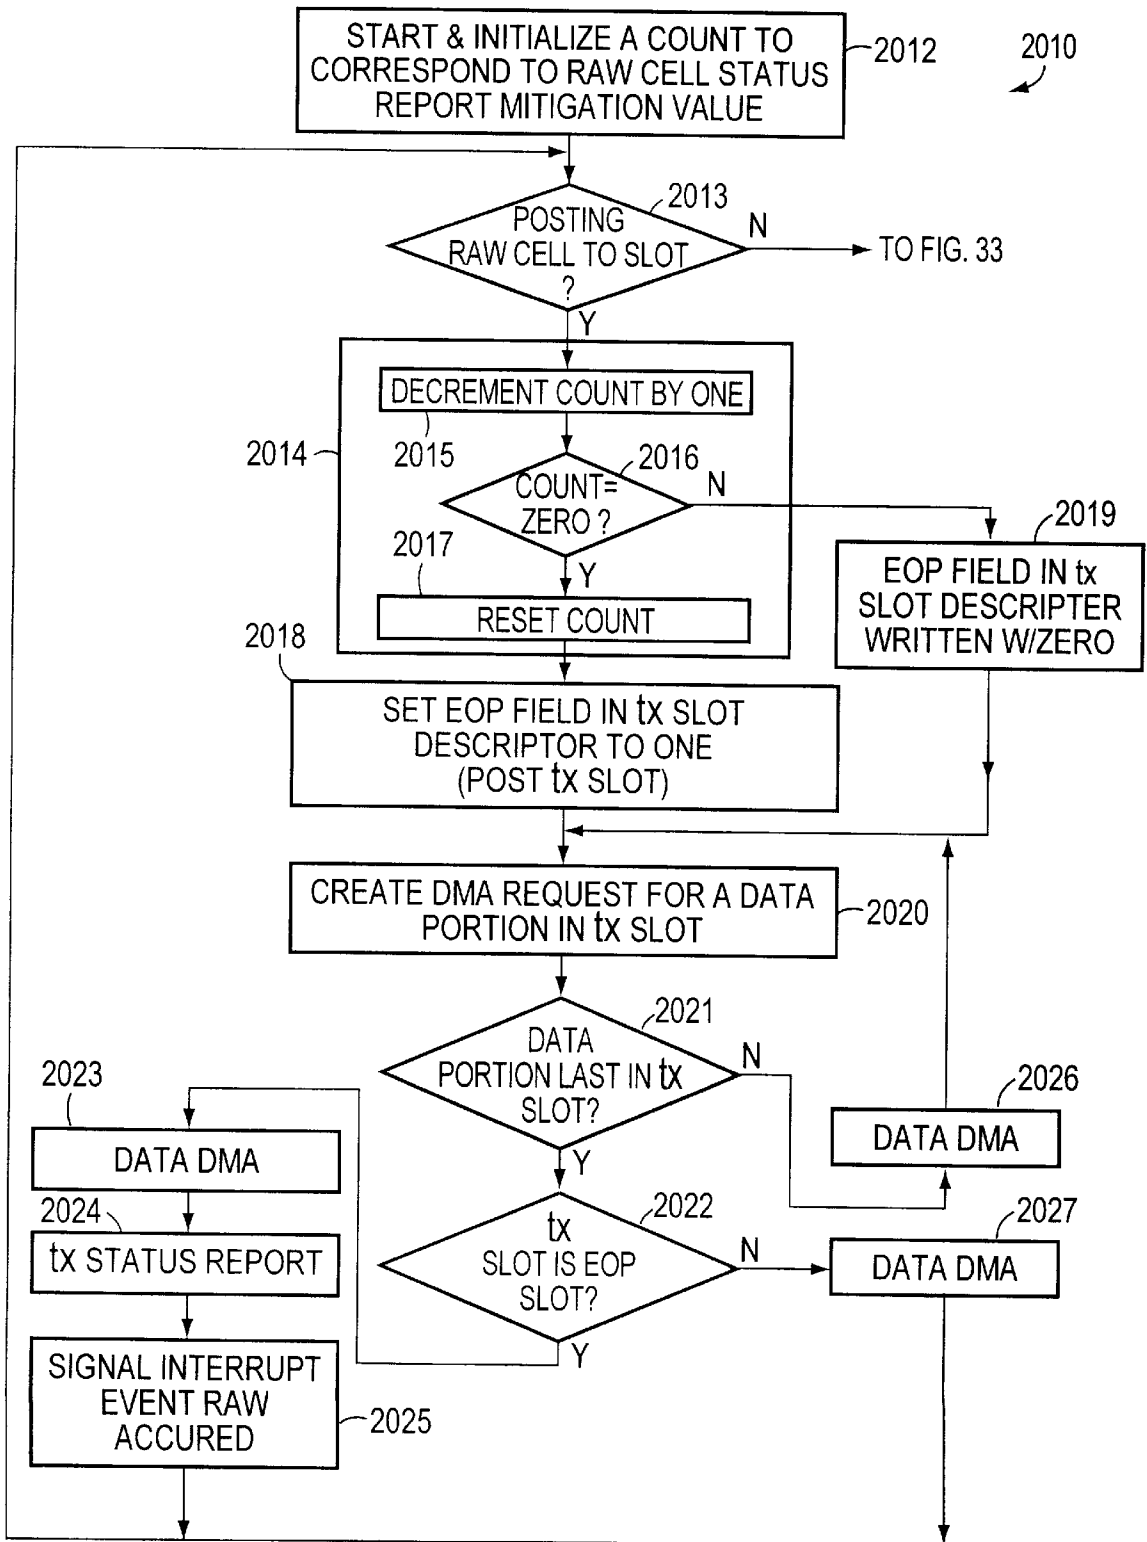 START & INITIALIZE A COUNT TO
CORRESPOND TO RAW CELL STATUS
REPORT MITIGATION VALUE
2012
2010
POSTING
RAW CELL TO SLOT
?
2013
N
TO FIG. 33
Y
DECREMENT COUNT BY ONE
2014
2015
COUNT=
ZERO ?
2016
N
2017
Y
RESET COUNT
2019
EOP FIELD IN tx
SLOT DESCRIPTER
WRITTEN W/ZERO
2018
SET EOP FIELD IN tx SLOT
DESCRIPTOR TO ONE
(POST tx SLOT)
CREATE DMA REQUEST FOR A DATA
PORTION IN tx SLOT
2020
DATA
PORTION LAST IN tx
SLOT?
2021
N
Y
2023
DATA DMA
2026
DATA DMA
2024
tx STATUS REPORT
tx
SLOT IS EOP
SLOT?
2022
N
Y
2027
DATA DMA
SIGNAL INTERRUPT
EVENT RAW
ACCURED
2025